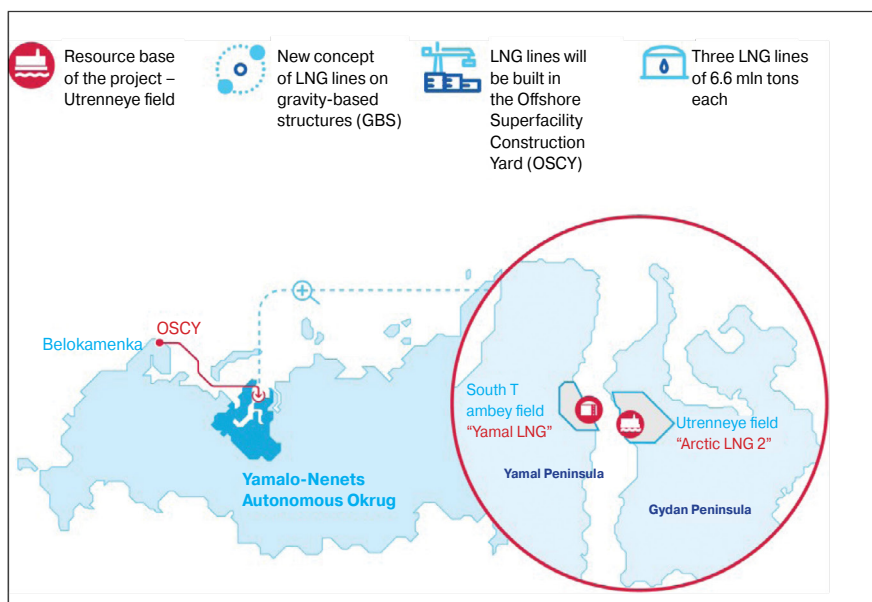 Resource base
of the project –
Utrenneye field
New concept
of LNG lines on
gravity-based
structures (GBS)
LNG lines will
be built in
the Offshore
Superfacility
Construction
Yard (OSCY)
Three LNG lines
of 6.6 mln tons
each
OSCY
Belokamenka
Yamalo-Nenets
Autonomous Okrug
South T
ambey field
“Yamal LNG”
Utrenneye field
“Arctic LNG 2”
Yamal Peninsula
Gydan Peninsula